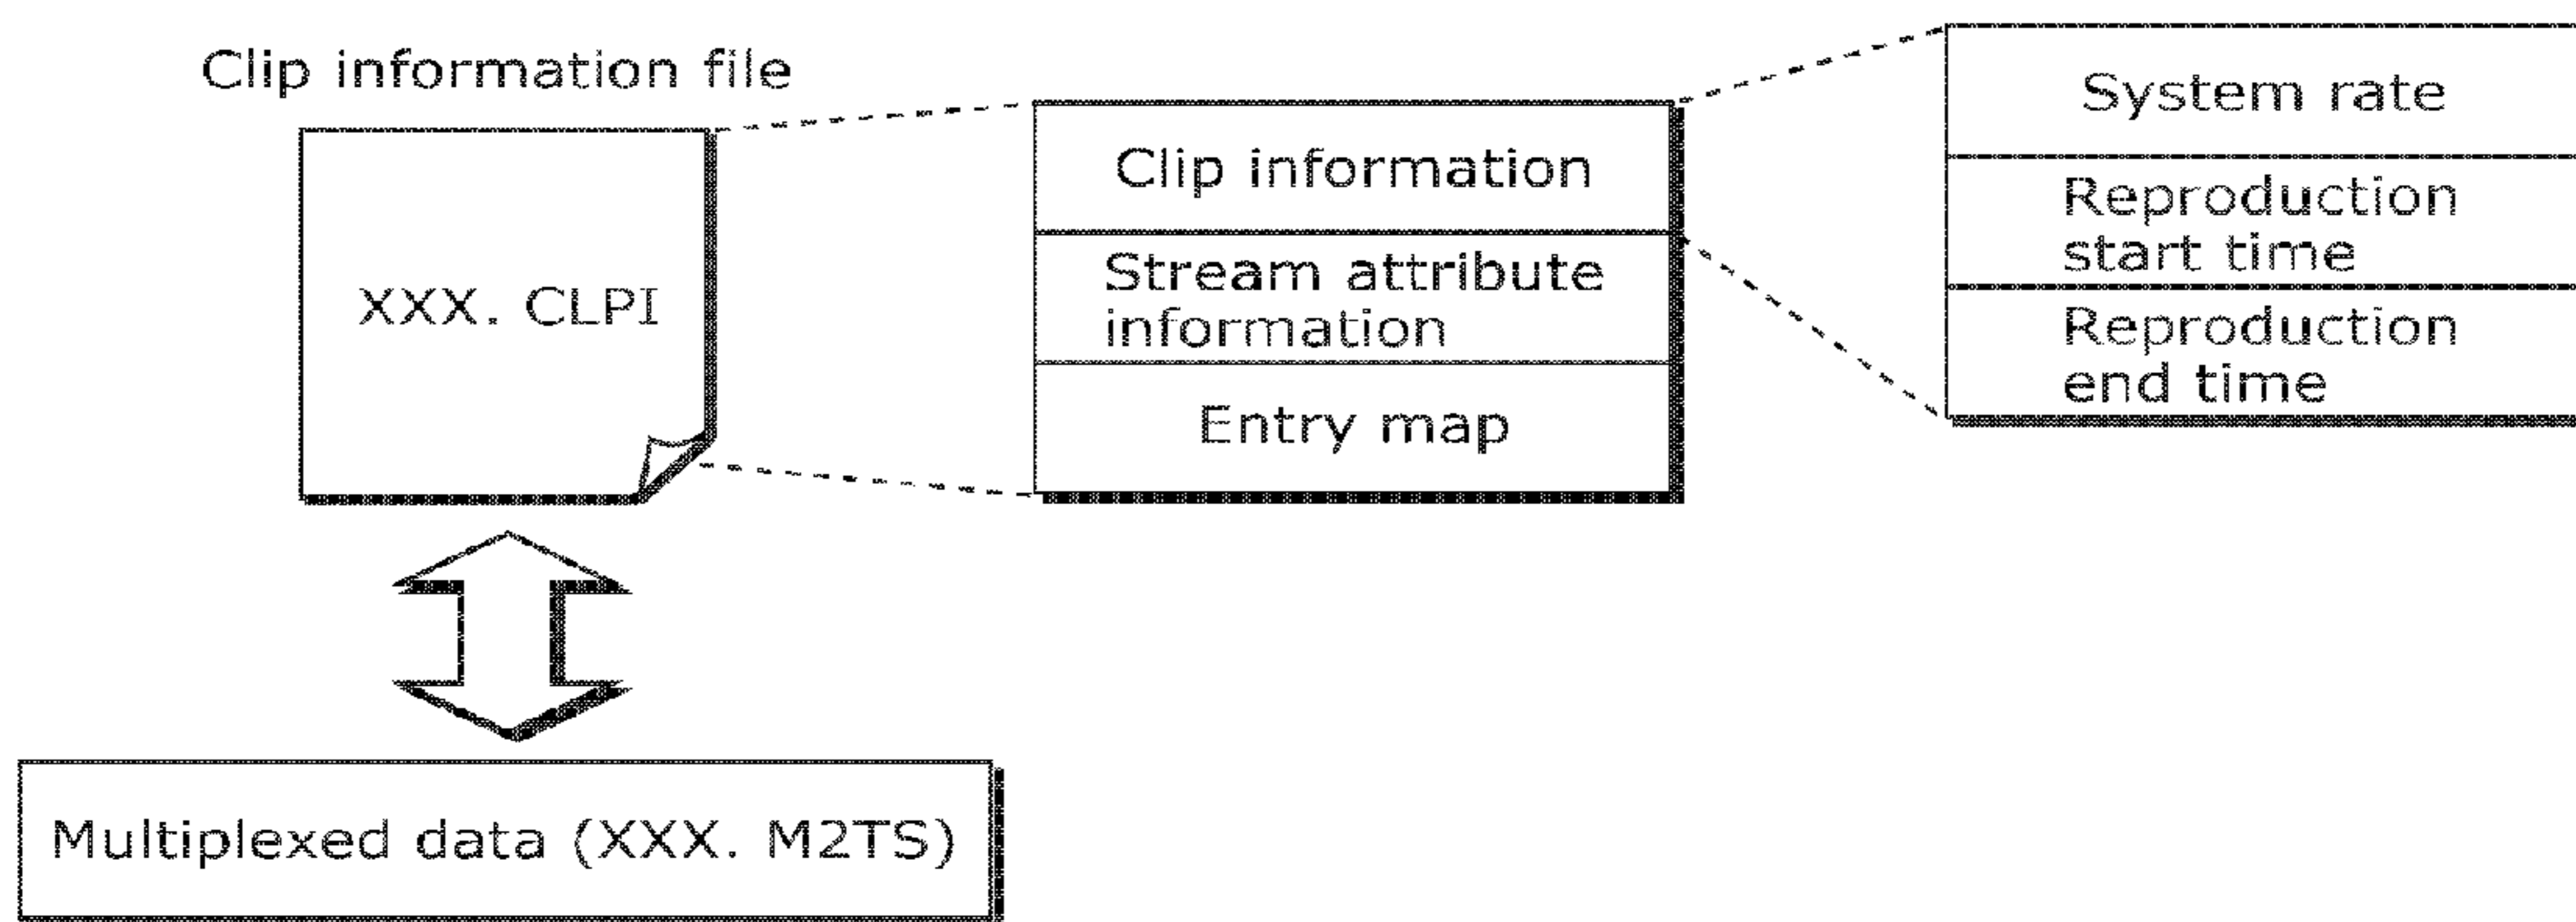 Clip information file
XXX. CLPI
Multiplexed data (XXX. M2TS)
Clip information
Stream attribute
information
Entry map
System rate
Reproduction
start time
Reproduction
end time